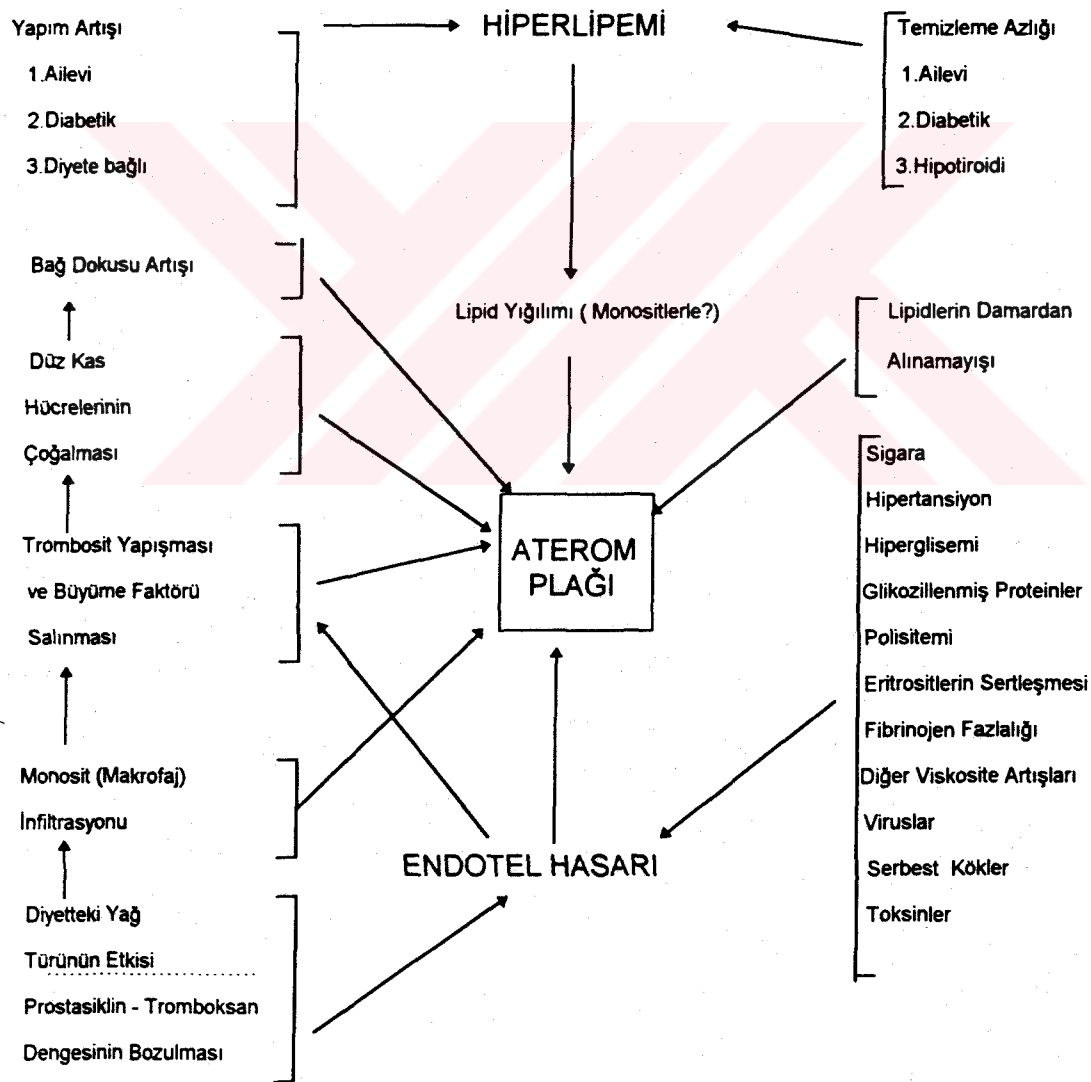 Yapım Artışı
1.Ailevi
2.Diabetik
3.Diyete bağlı
HİPERLİPEMİ
Temizleme Azlığı
1.Ailevi
2.Diabetik
3.Hipotiroidi
Bağ Dokusu Artışı
Düz Kas
Hücrelerinin
Çoğalması
Trombosit Yapışması
ve Büyüme Faktörü
Salınması
Monosit (Makrofaj)
İnfiltrasyonu
Diyetteki Yağ
Türünün Etkisi
Prostasiklin - Tromboksan
Dengesinin Bozulması
Lipid Yığılımı ( Monositlerle?)
ATEROM
PLAĞI
ENDOTEL HASARI
Lipidlerin Damardan
Alınamayışı
Sigara
Hipertansiyon
Hiperglisemi
Glikozillenmiş Proteinler
Polisitemi
Eritrositlerin Sertleşmesi
Fibrinojen Fazlalığı
Diğer Viskosite Artışları
Viruslar
Serbest Kökler
Toksinler